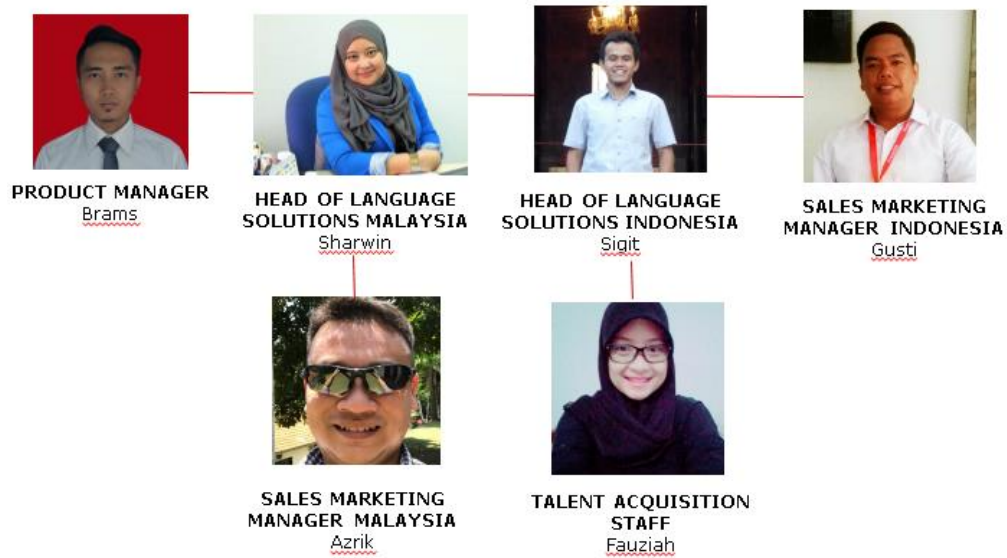 PRODUCT MANAGER
Brams
HEAD OF LANGUAGE
SOLUTIONS MALAYSIA
Sharwin
HEAD OF LANGUAGE
SOLUTIONS INDONESIA
Sigit
SALES MARKETING
MANAGER INDONESIA
Gusti
SALES MARKETING
MANAGER MALAYSIA
Azrik
TALENT ACQUISITION
STAFF
Fauziah